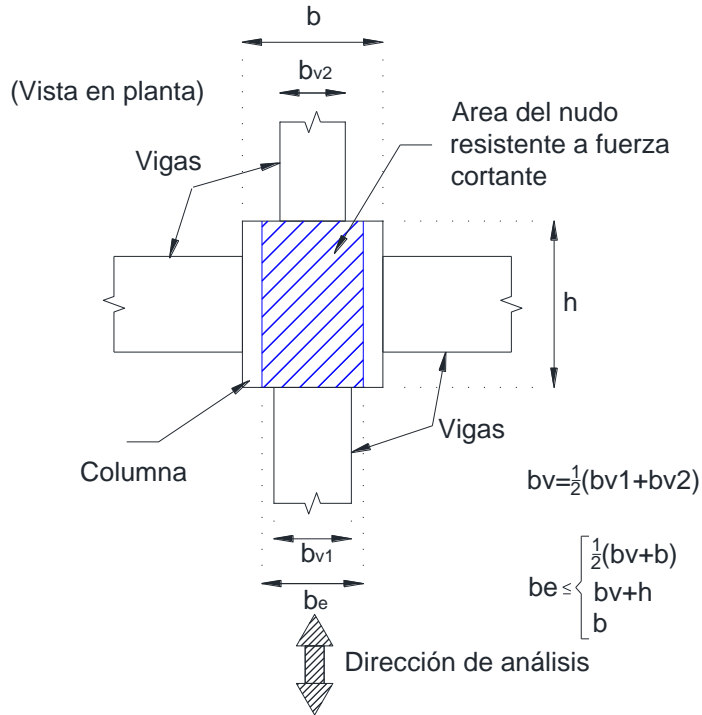 b
bv2
(Vista en planta)
Area del nudo
resistente a fuerza
cortante
Vigas
h
Vigas
Columna
bv=½(bv1+bv2)
bv1
be
be ≤ { ½(bv+b)
bv+h
b
Dirección de análisis